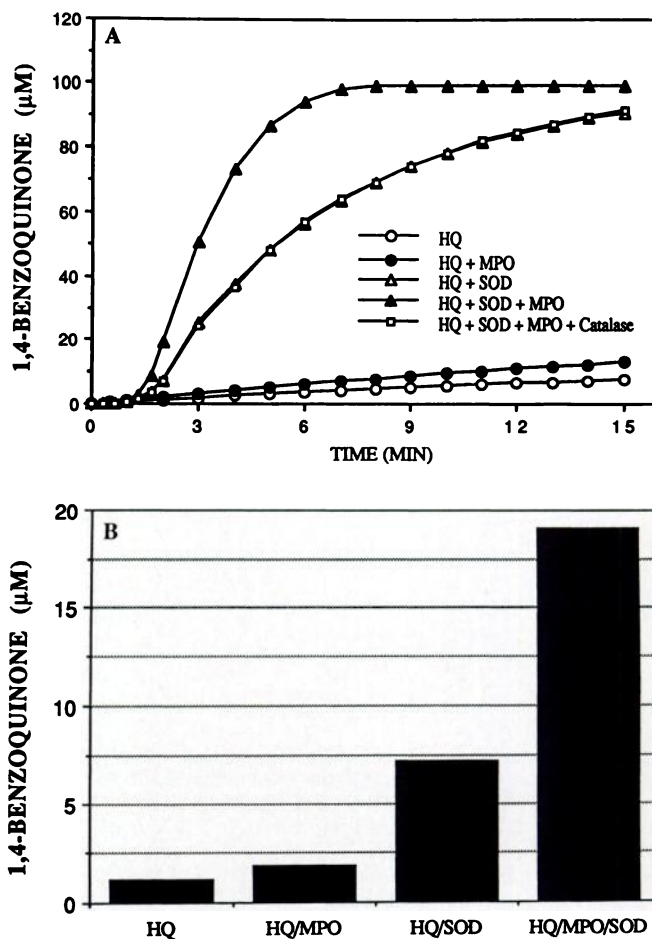 A
120
100
80
60
40
20
0
1,4-BENZOQUINONE (µM)
HQ
HQ + MPO
HQ + SOD
HQ + SOD + MPO
HQ + SOD + MPO + Catalase
0 3 6 9 12 15
TIME (MIN)
B
20
15
10
5
0
1,4-BENZOQUINONE (µM)
HQ HQ/MPO HQ/SOD HQ/MPO/SOD